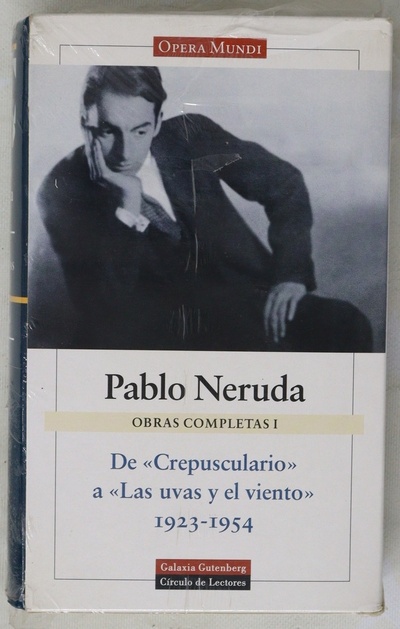 OPERA MUNDI
Pablo Neruda
OBRAS COMPLETAS I
De «Crepusculario»
a «Las uvas y el viento»
1923-1954
Galaxia Gutenberg
Círculo de Lectores